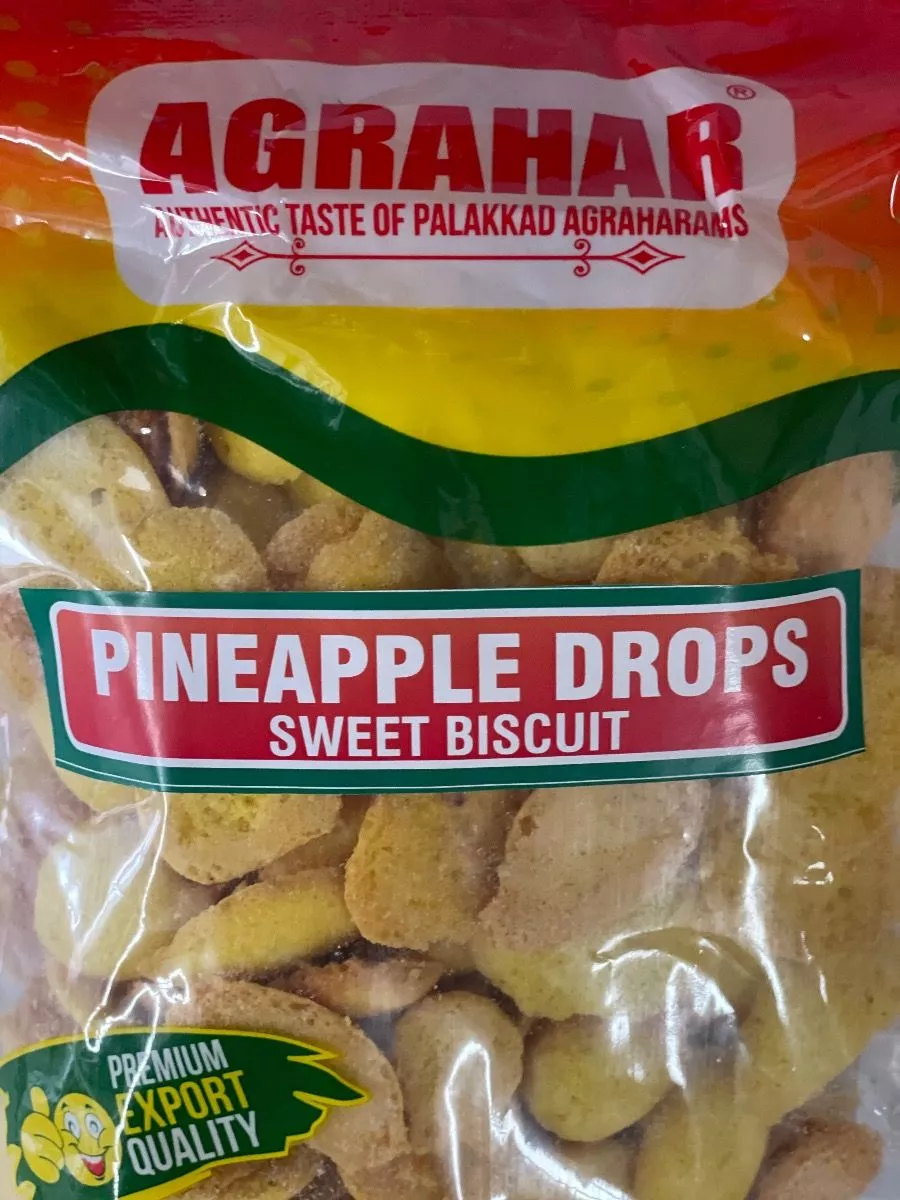 AGRAHAR®
AUTHENTIC TASTE OF PALAKKAD AGRAHARAMS
PINEAPPLE DROPS
SWEET BISCUIT
PREMIUM
EXPORT
QUALITY